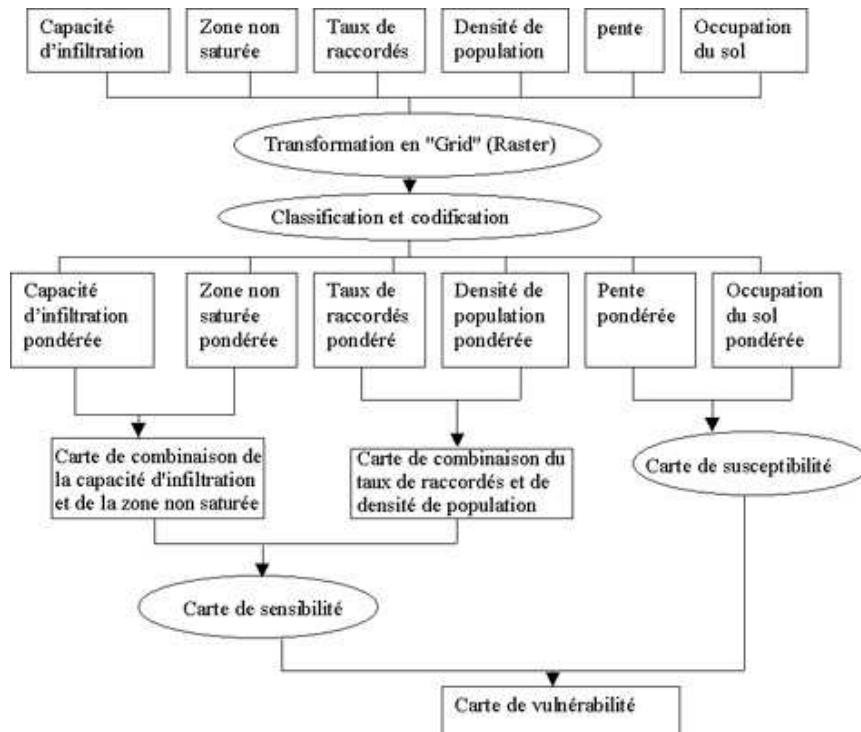 Capacité
d'infiltration
Zone non
saturée
Taux de
raccordés
Densité de
population
pente
Occupation
du sol
Transformation en "Grid" (Raster)
Classification et codification
Capacité
d'infiltration
pondérée
Zone non
saturée
pondérée
Taux de
raccordés
pondéré
Densité de
population
pondérée
Pente
pondérée
Occupation
du sol
pondérée
Carte de combinaison de
la capacité d'infiltration
et de la zone non saturée
Carte de combinaison du
taux de raccordés et de
densité de population
Carte de susceptibilité
Carte de sensibilité
Carte de vulnérabilité